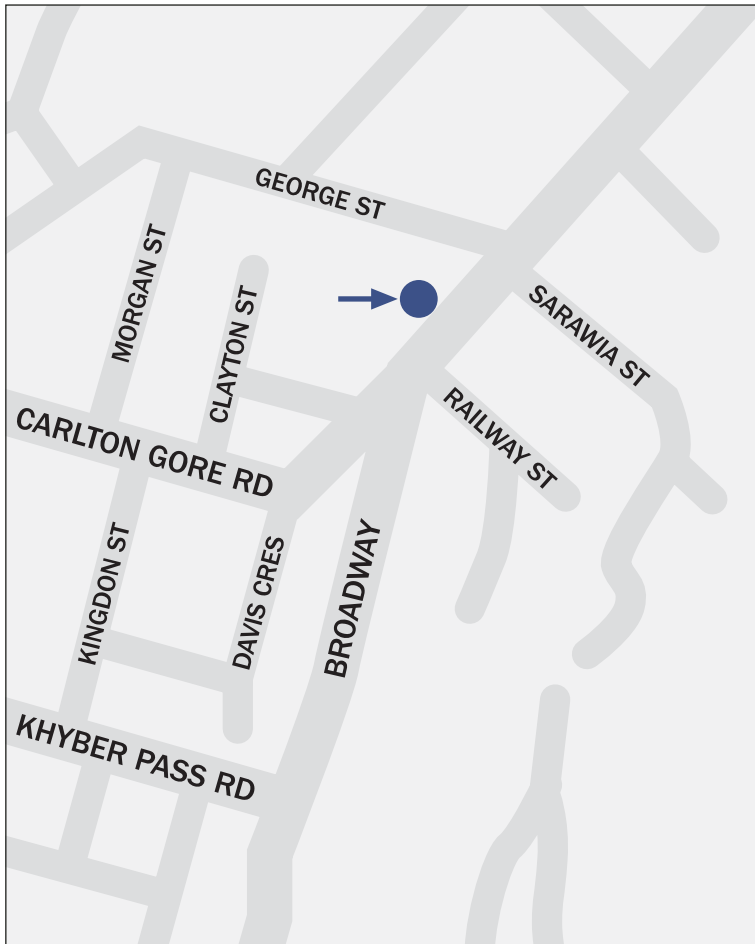 GEORGE ST
MORGAN ST
CLAYTON ST
SARAWIA ST
RAILWAY ST
CARLTON GORE RD
KINGDON ST
DAVIS CRES
BROADWAY
KHYBER PASS RD